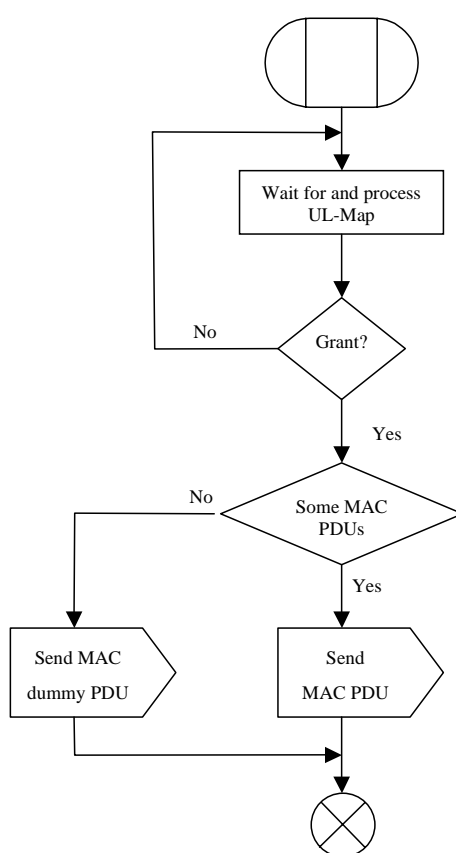 Wait for and process
UL-Map
Grant?
No
Yes
No
Some MAC
PDUs
Yes
Send MAC
dummy PDU
Send
MAC PDU